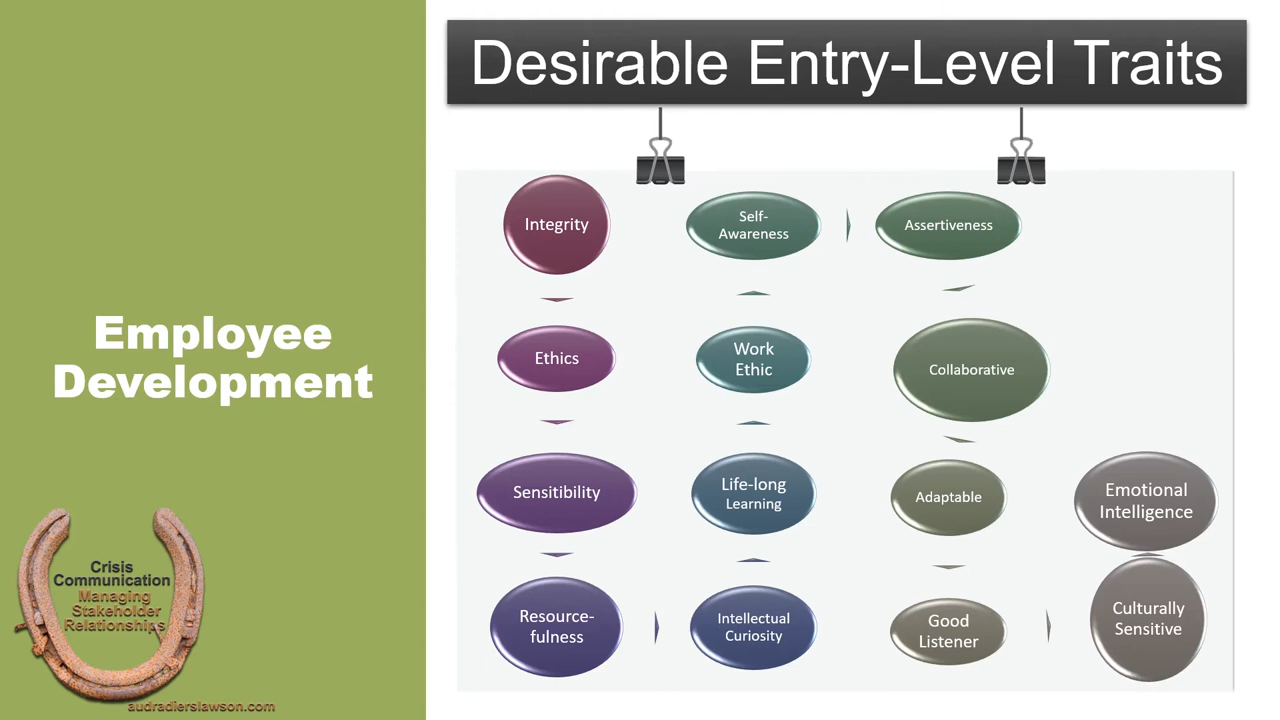 Desirable Entry-Level Traits
Employee
Development
Integrity
Ethics
Sensitibility
Resource-
fulness
Intellectual
Curiosity
Life-long
Learning
Work
Ethic
Self-
Awareness
Assertiveness
Collaborative
Adaptable
Good
Listener
Culturally
Sensitive
Emotional
Intelligence
Crisis
Communication
Managing
Stakeholder
Relationships
audradierslawson.com